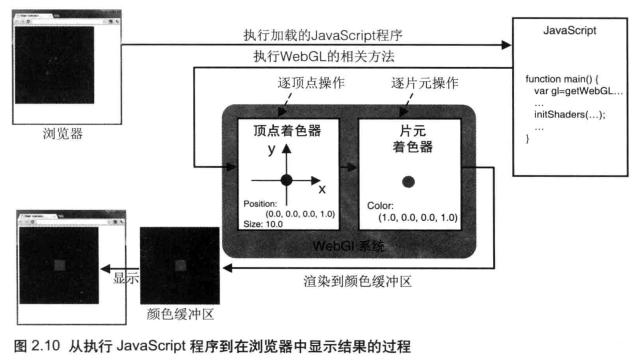 执行加载的JavaScript程序
JavaScript
执行WebGL的相关方法
function main() {
var gl=getWebGL...
...
initShaders(...);
...
}
逐顶点操作
逐片元操作
浏览器
顶点着色器
y
x
Position:
(0.0, 0.0, 0.0, 1.0)
Size: 10.0
片元
着色器
Color:
(1.0, 0.0, 0.0, 1.0)
WebGl 系统
显示
渲染到颜色缓冲区
颜色缓冲区
图 2.10 从执行 JavaScript 程序到在浏览器中显示结果的过程